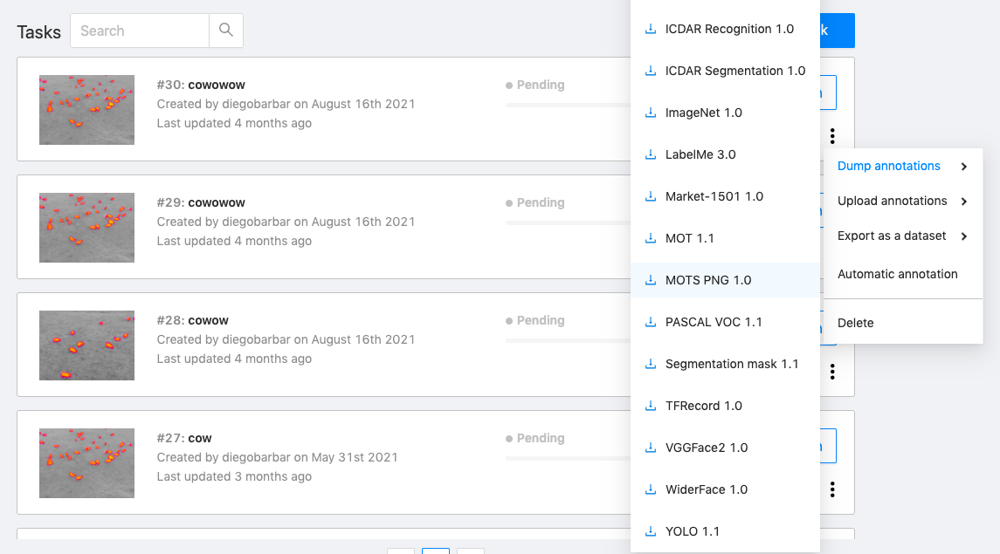 Tasks
Search
k
#30: cowowow
Created by diegobarbar on August 16th 2021
Last updated 4 months ago
Pending
#29: cowowow
Created by diegobarbar on August 16th 2021
Last updated 4 months ago
Pending
#28: cowow
Created by diegobarbar on August 16th 2021
Last updated 4 months ago
Pending
#27: cow
Created by diegobarbar on May 31st 2021
Last updated 3 months ago
Pending
ICDAR Recognition 1.0
ICDAR Segmentation 1.0
ImageNet 1.0
LabelMe 3.0
Market-1501 1.0
MOT 1.1
MOTS PNG 1.0
PASCAL VOC 1.1
Segmentation mask 1.1
TFRecord 1.0
VGGFace2 1.0
WiderFace 1.0
YOLO 1.1
Dump annotations
Upload annotations
Export as a dataset
Automatic annotation
Delete